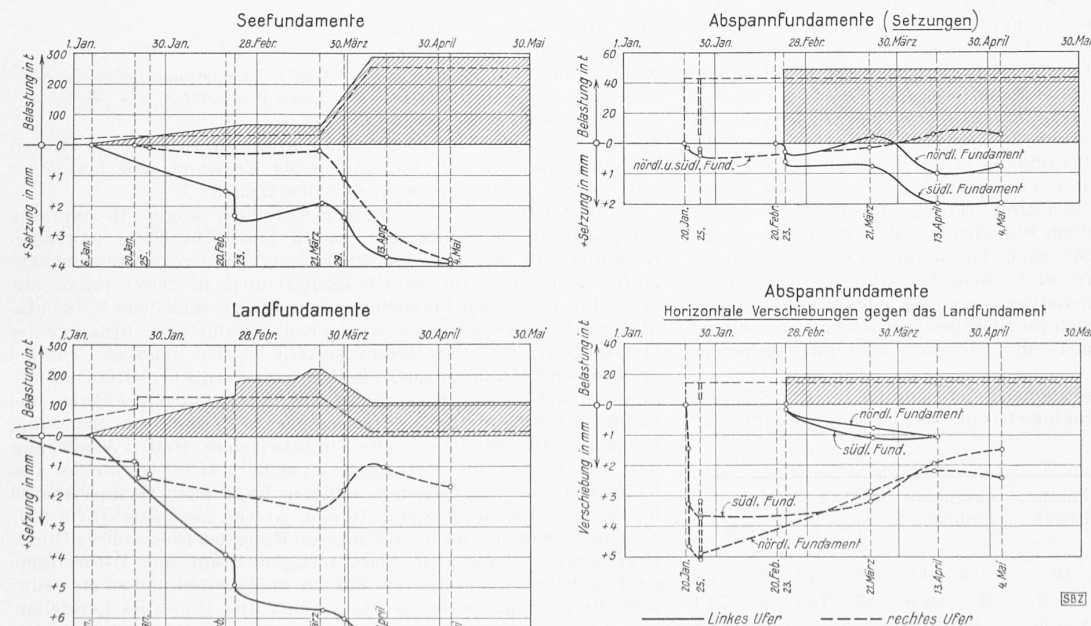 Seefundamente
1. Jan. 30. Jan. 28. Febr. 30. März 30. April 30. Mai
Belastung in t
300
200
100
0
+Setzung in mm
+1
+2
+3
+4
6. Jan. 20. Jan. 25. 20. Febr. 23. 21. März 29. 13. Apr. 4. Mai
Landfundamente
1. Jan. 30. Jan. 28. Febr. 30. März 30. April 30. Mai
Belastung in t
200
100
0
+Setzung in mm
+1
+2
+3
+4
+5
+6
Abspannfundamente (Setzungen)
1. Jan. 30. Jan. 28. Febr. 30. März 30. April 30. Mai
Belastung in t
60
40
20
0
+Setzung in mm
+1
+2
nördl.u.südl. Fund.
nördl. Fundament
südl. Fundament
20. Jan. 25. 20. Febr. 23. 21. März 13. April 4. Mai
Abspannfundamente
Horizontale Verschiebungen gegen das Landfundament
1. Jan. 30. Jan. 28. Febr. 30. März 30. April 30. Mai
Belastung in t
40
20
0
Verschiebung in mm
+1
+2
+3
+4
+5
nördl. Fundament
südl. Fund.
südl. Fund.
nördl. Fund.
20. Jan. 25. 23. 21. März 13. April 4. Mai
SBZ
Linkes Ufer rechtes Ufer